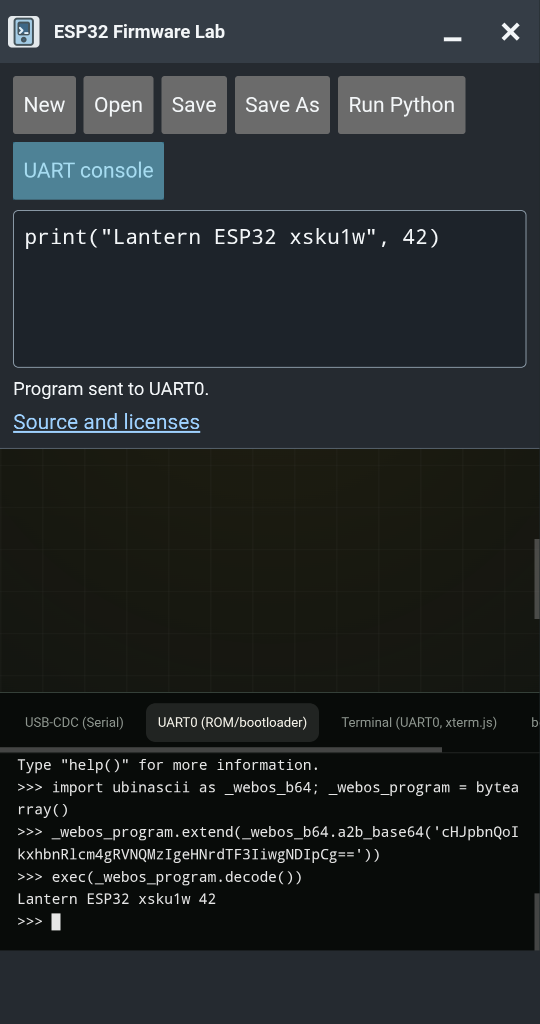 ESP32 Firmware Lab
New Open Save Save As Run Python
UART console
print("Lantern ESP32 xsku1w", 42)
Program sent to UART0.
Source and licenses
USB-CDC (Serial) UART0 (ROM/bootloader) Terminal (UART0, xterm.js) b
Type "help()" for more information.
>>> import ubinascii as _webos_b64; _webos_program = bytea
rray()
>>> _webos_program.extend(_webos_b64.a2b_base64('cHJpbnQoI
kxhbnRlcm4gRVNQMzIgeHNrdTF3IiwgNDIpCg=='))
>>> exec(_webos_program.decode())
Lantern ESP32 xsku1w 42
>>>